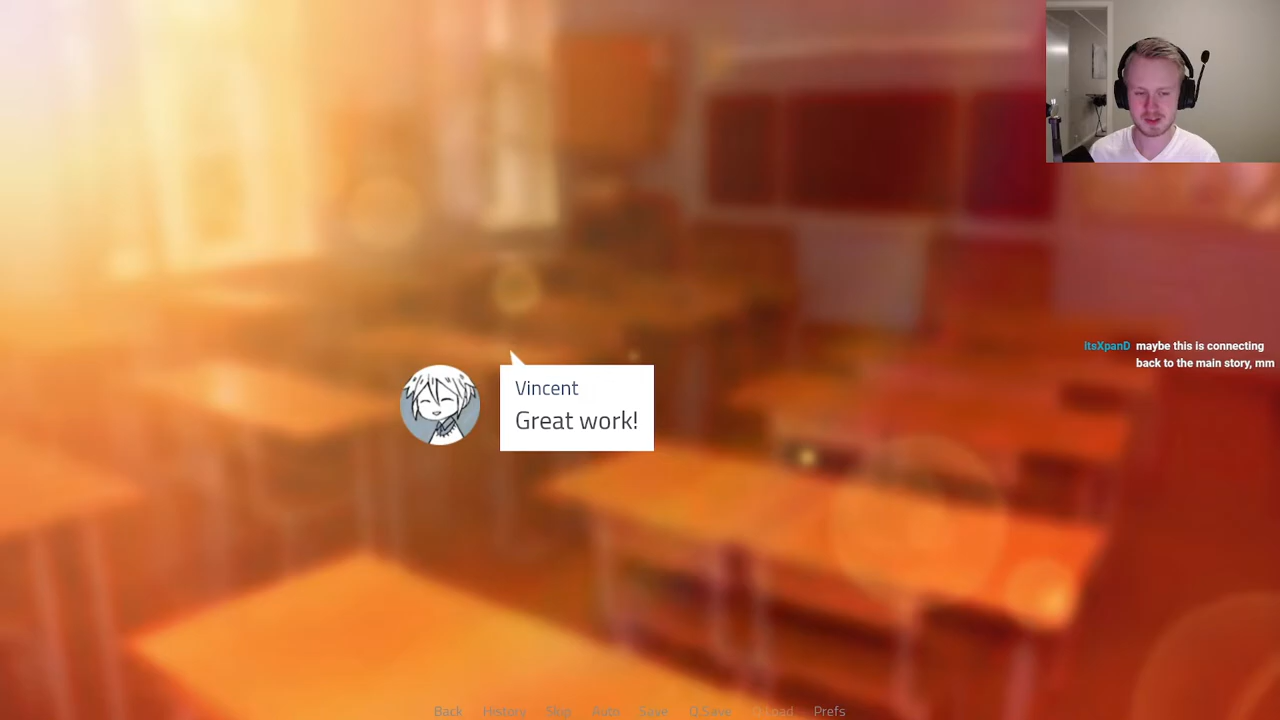 ItsXpanD maybe this is connecting
back to the main story, mm
Vincent
Great work!
Back History Skip Auto Save Q.Save Q.Load Prefs